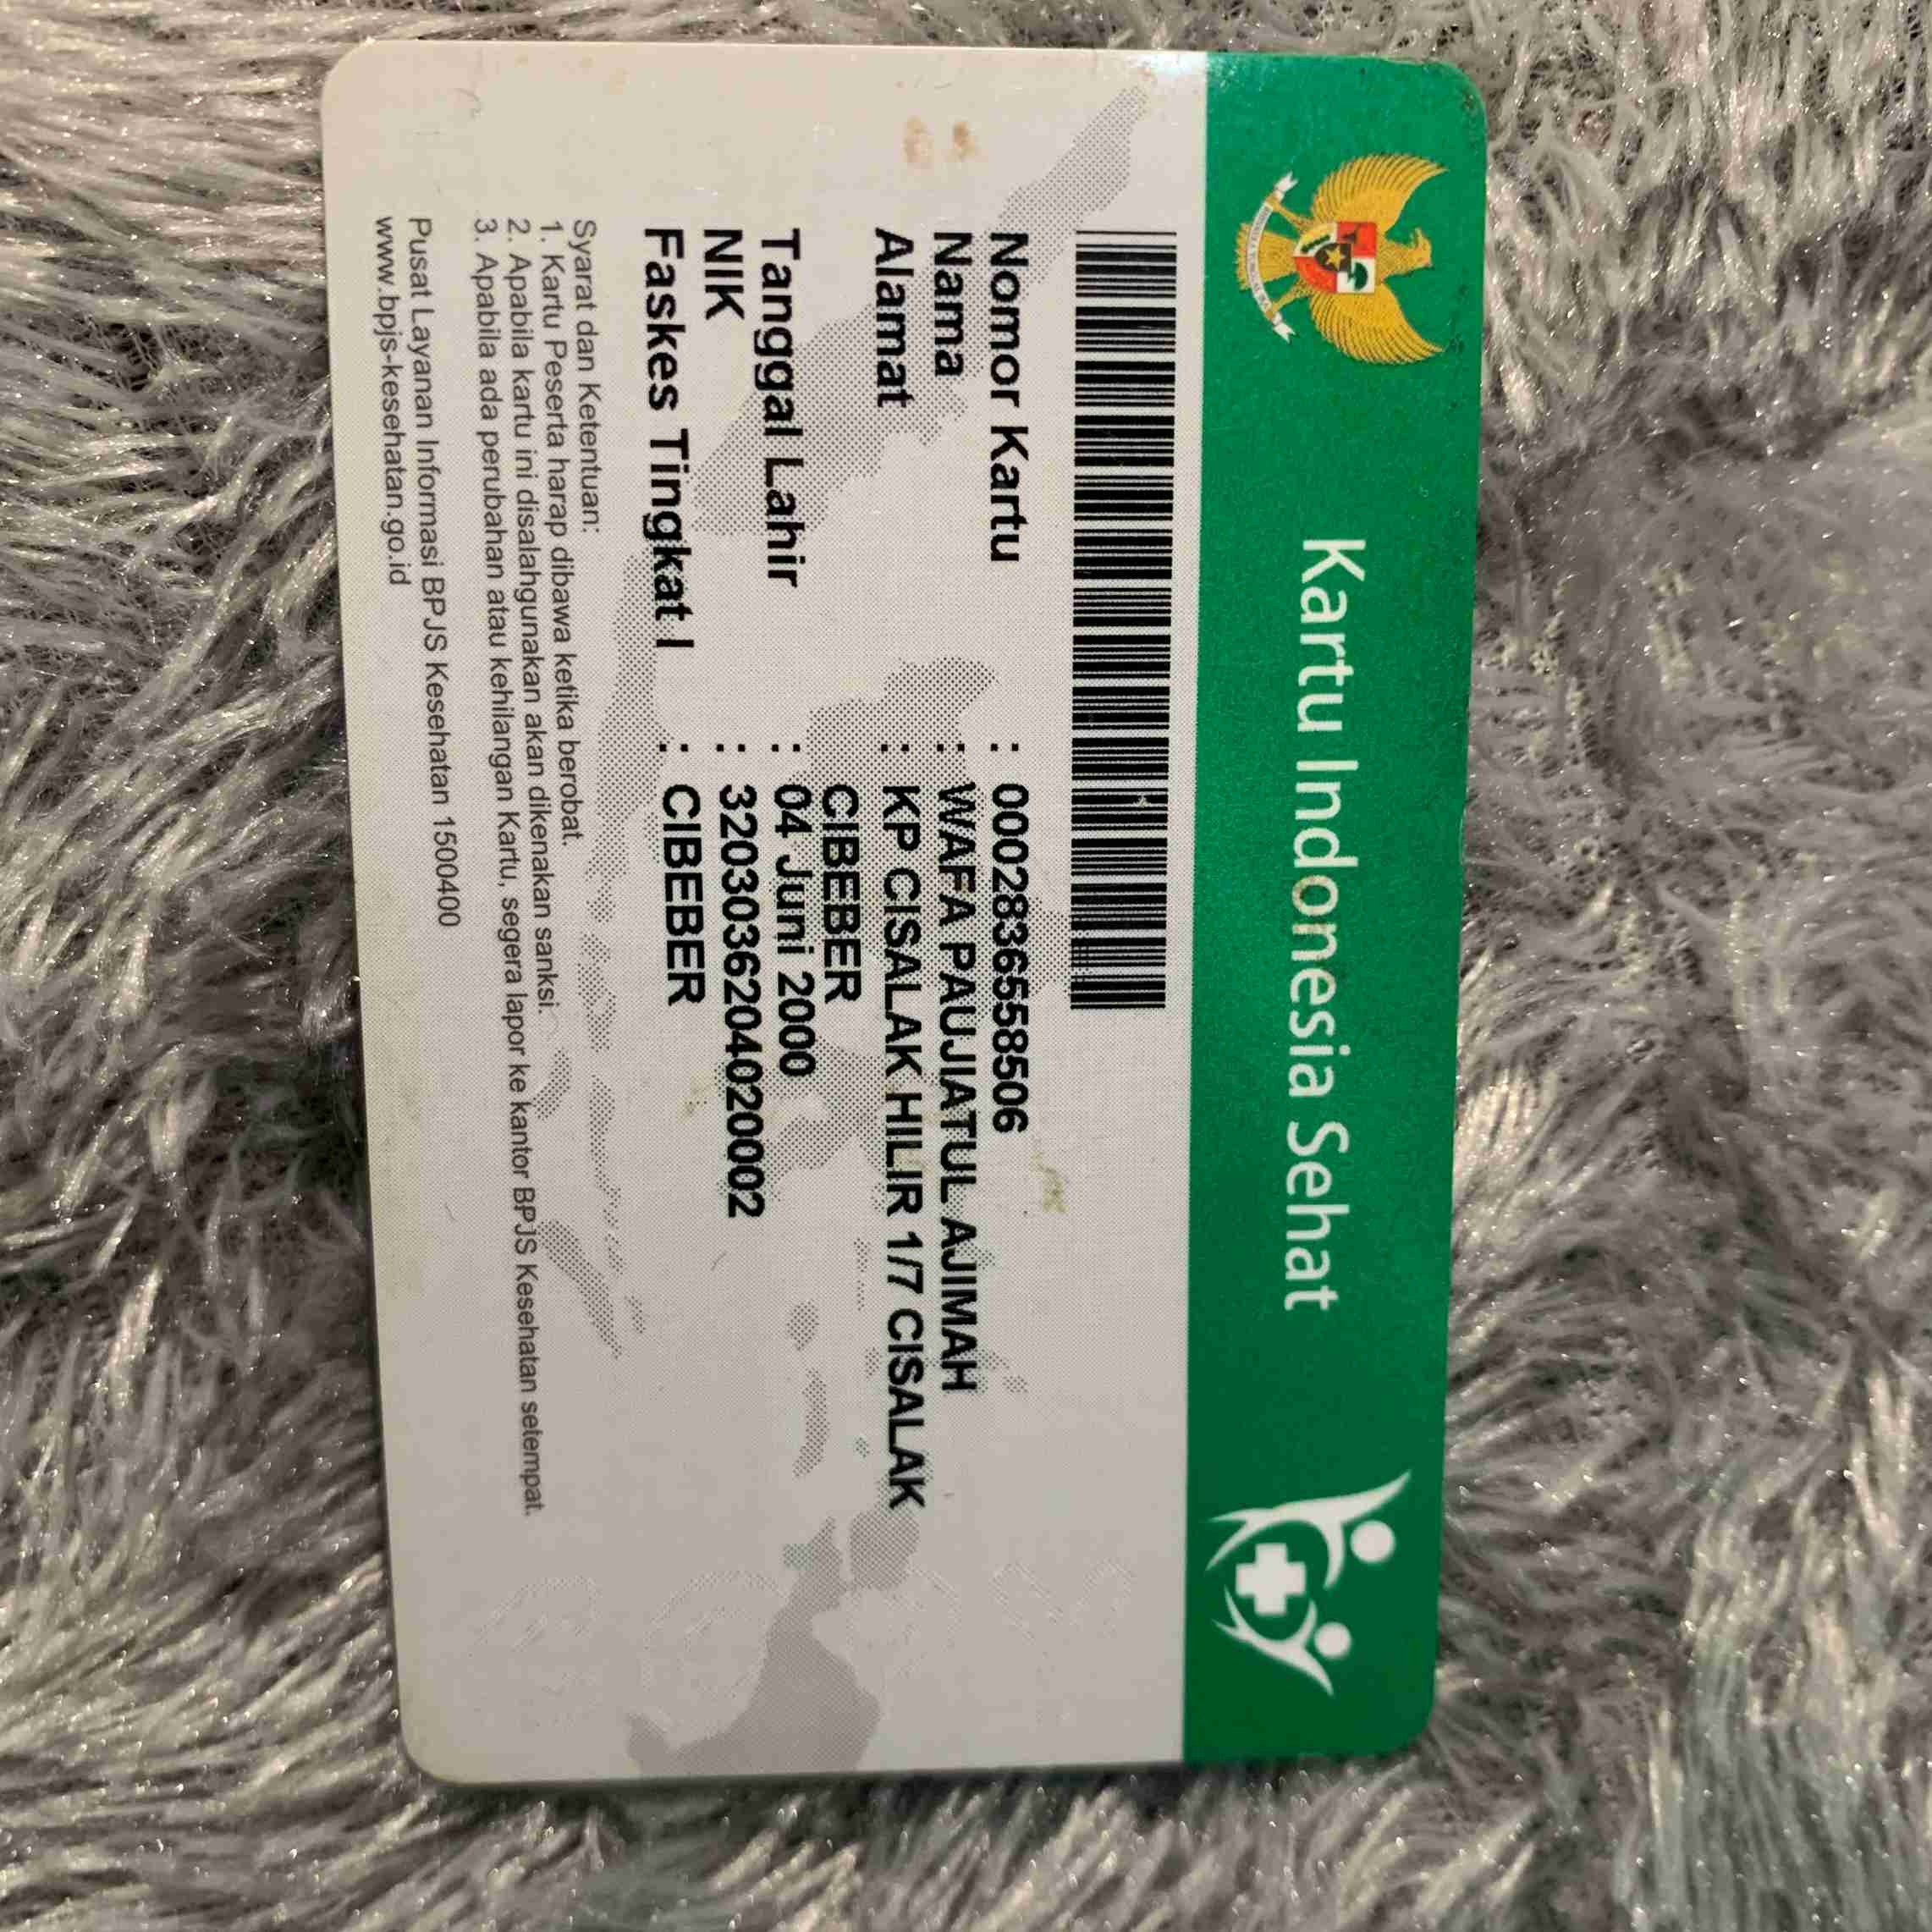 Kartu Indonesia Sehat
Nomor Kartu : 0002836558506
Nama : WAFA PAUJIATUL AJIMAH
Alamat : KP CISALAK HILIR 1/7 CISALAK
CIBEBER
Tanggal Lahir : 04 Juni 2000
NIK : 3203036204020002
Faskes Tingkat I : CIBEBER
Syarat dan Ketentuan:
1. Kartu Peserta harap dibawa ketika berobat.
2. Apabila kartu ini disalahgunakan akan dikenakan sanksi.
3. Apabila ada perubahan atau kehilangan Kartu, segera lapor ke kantor BPJS Kesehatan setempat.
Pusat Layanan Informasi BPJS Kesehatan 1500400
www.bpjs-kesehatan.go.id